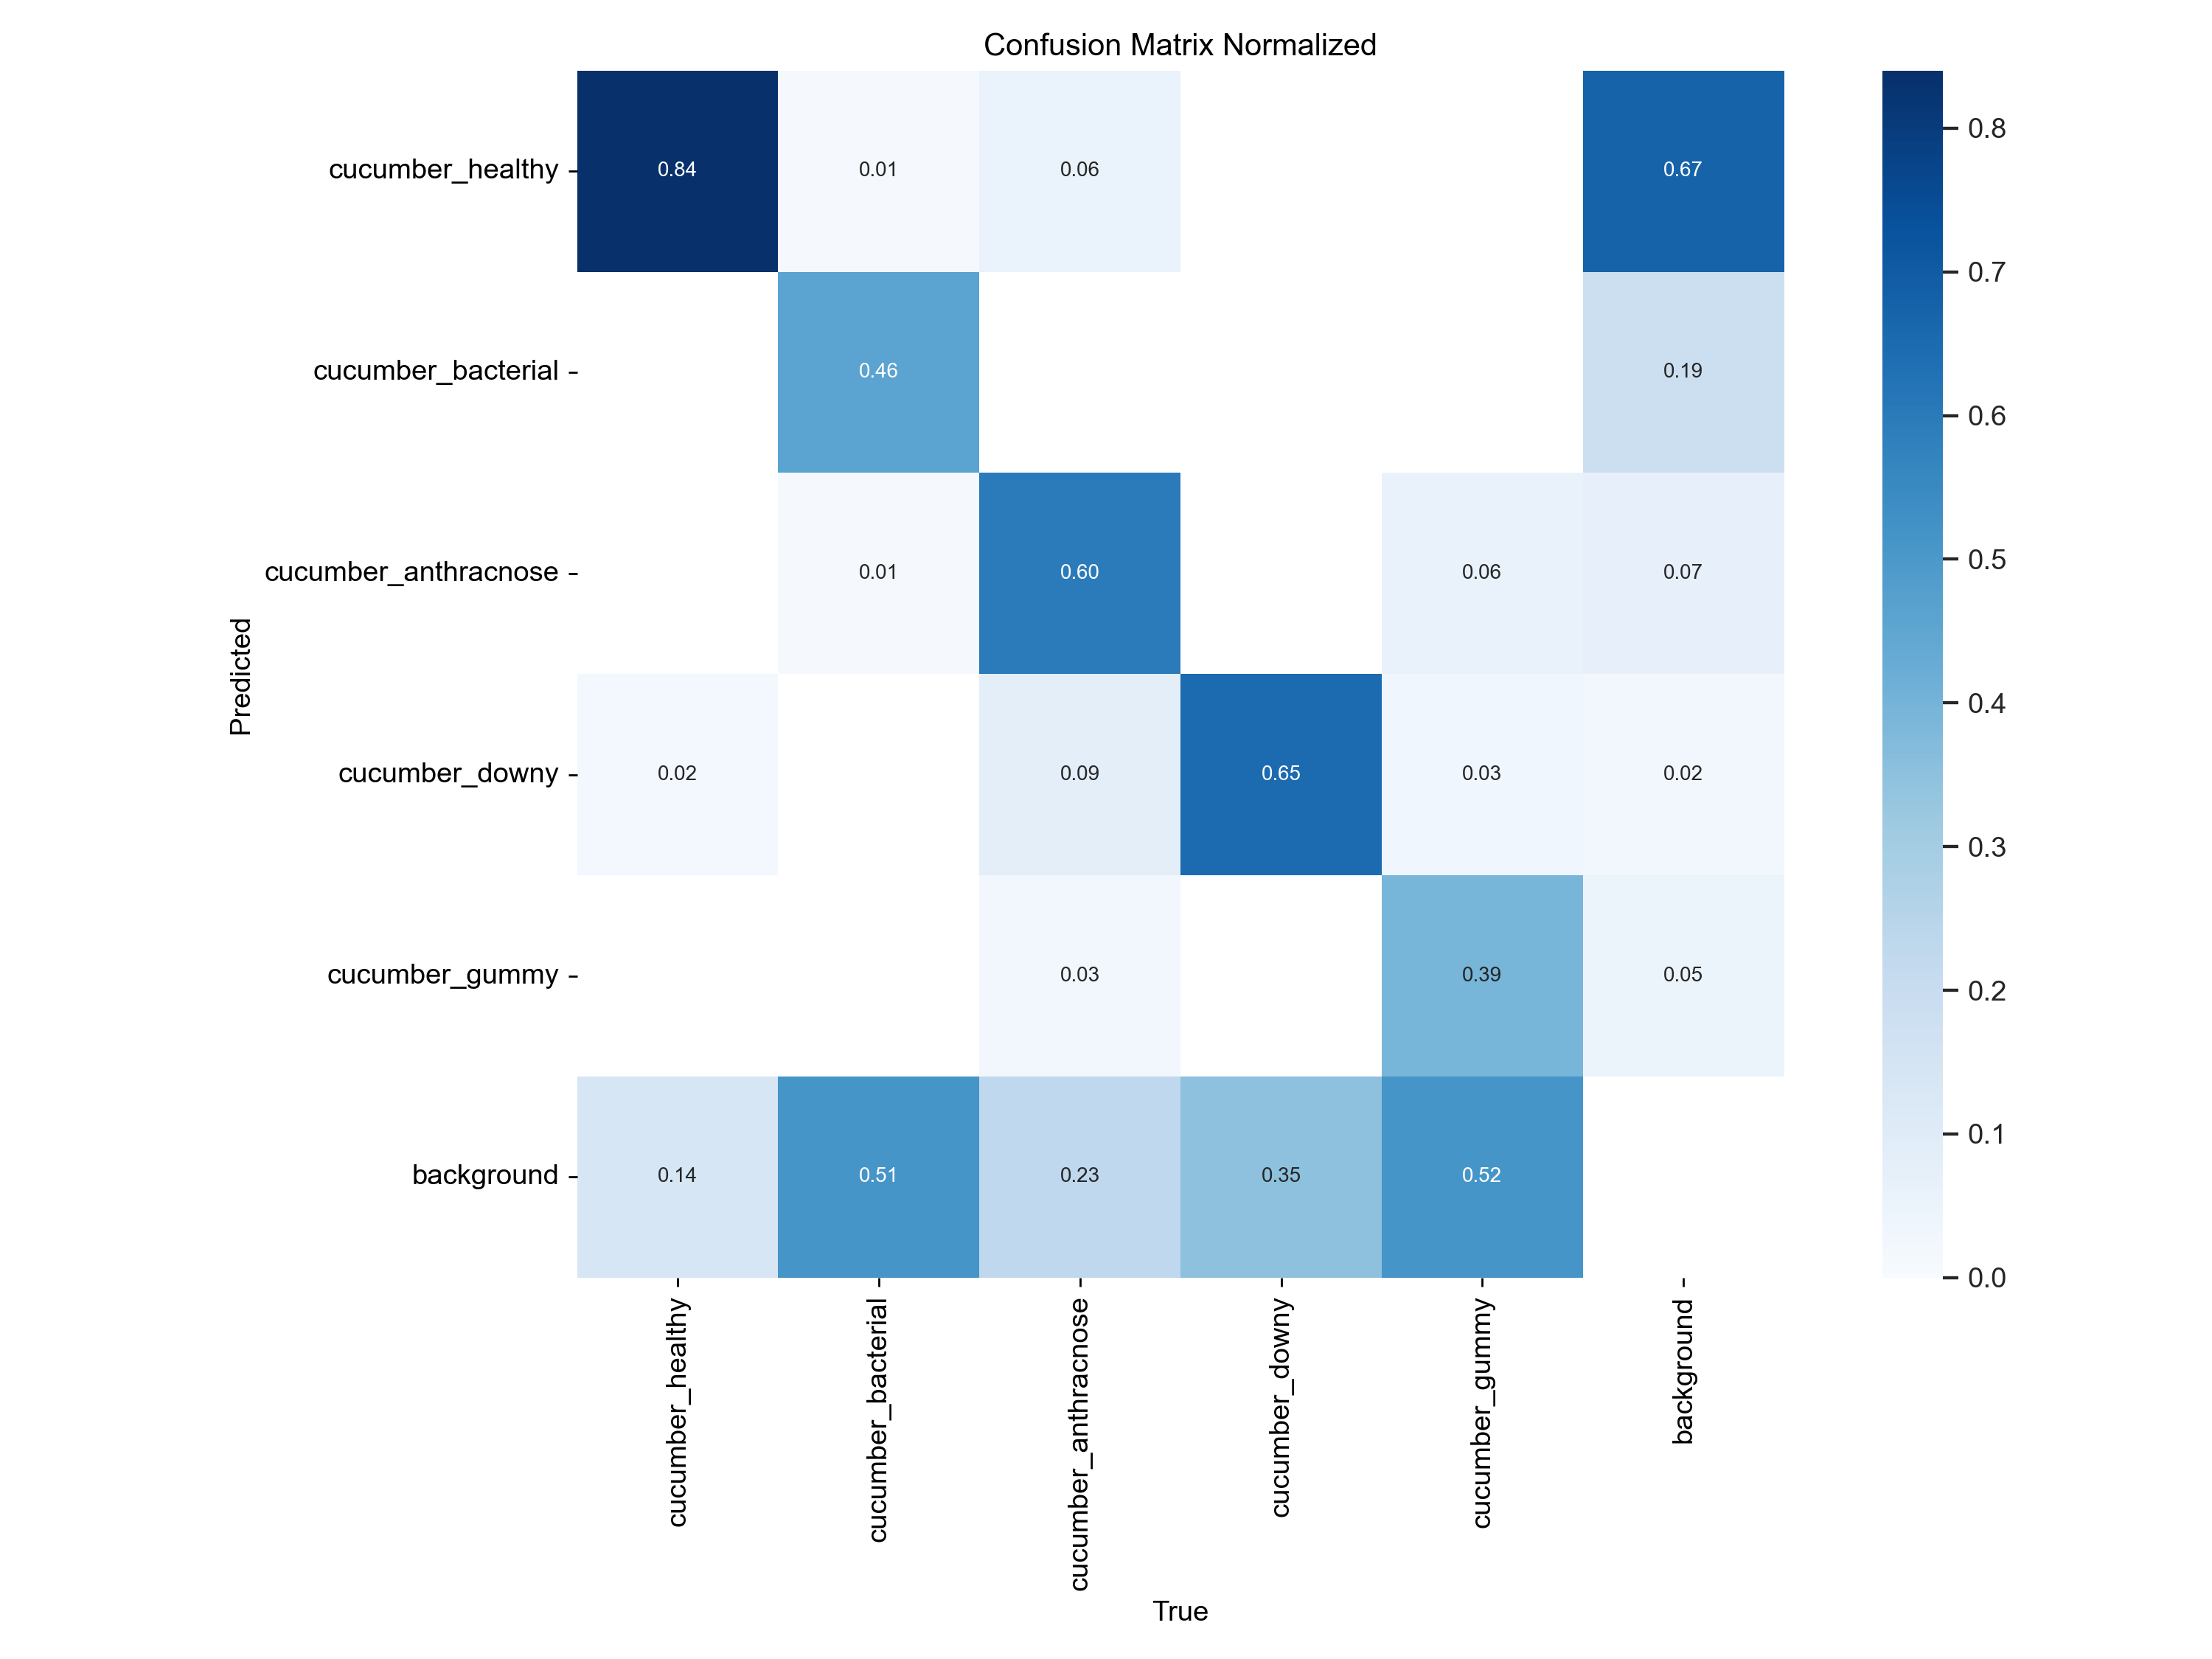 Confusion Matrix Normalized
cucumber_healthy
0.84
0.01
0.06
0.67
cucumber_bacterial
0.46
0.19
cucumber_anthracnose
0.01
0.60
0.06
0.07
cucumber_downy
0.02
0.09
0.65
0.03
0.02
cucumber_gummy
0.03
0.39
0.05
background
0.14
0.51
0.23
0.35
0.52
Predicted
cucumber_healthy
cucumber_bacterial
cucumber_anthracnose
cucumber_downy
cucumber_gummy
background
True
0.8
0.7
0.6
0.5
0.4
0.3
0.2
0.1
0.0